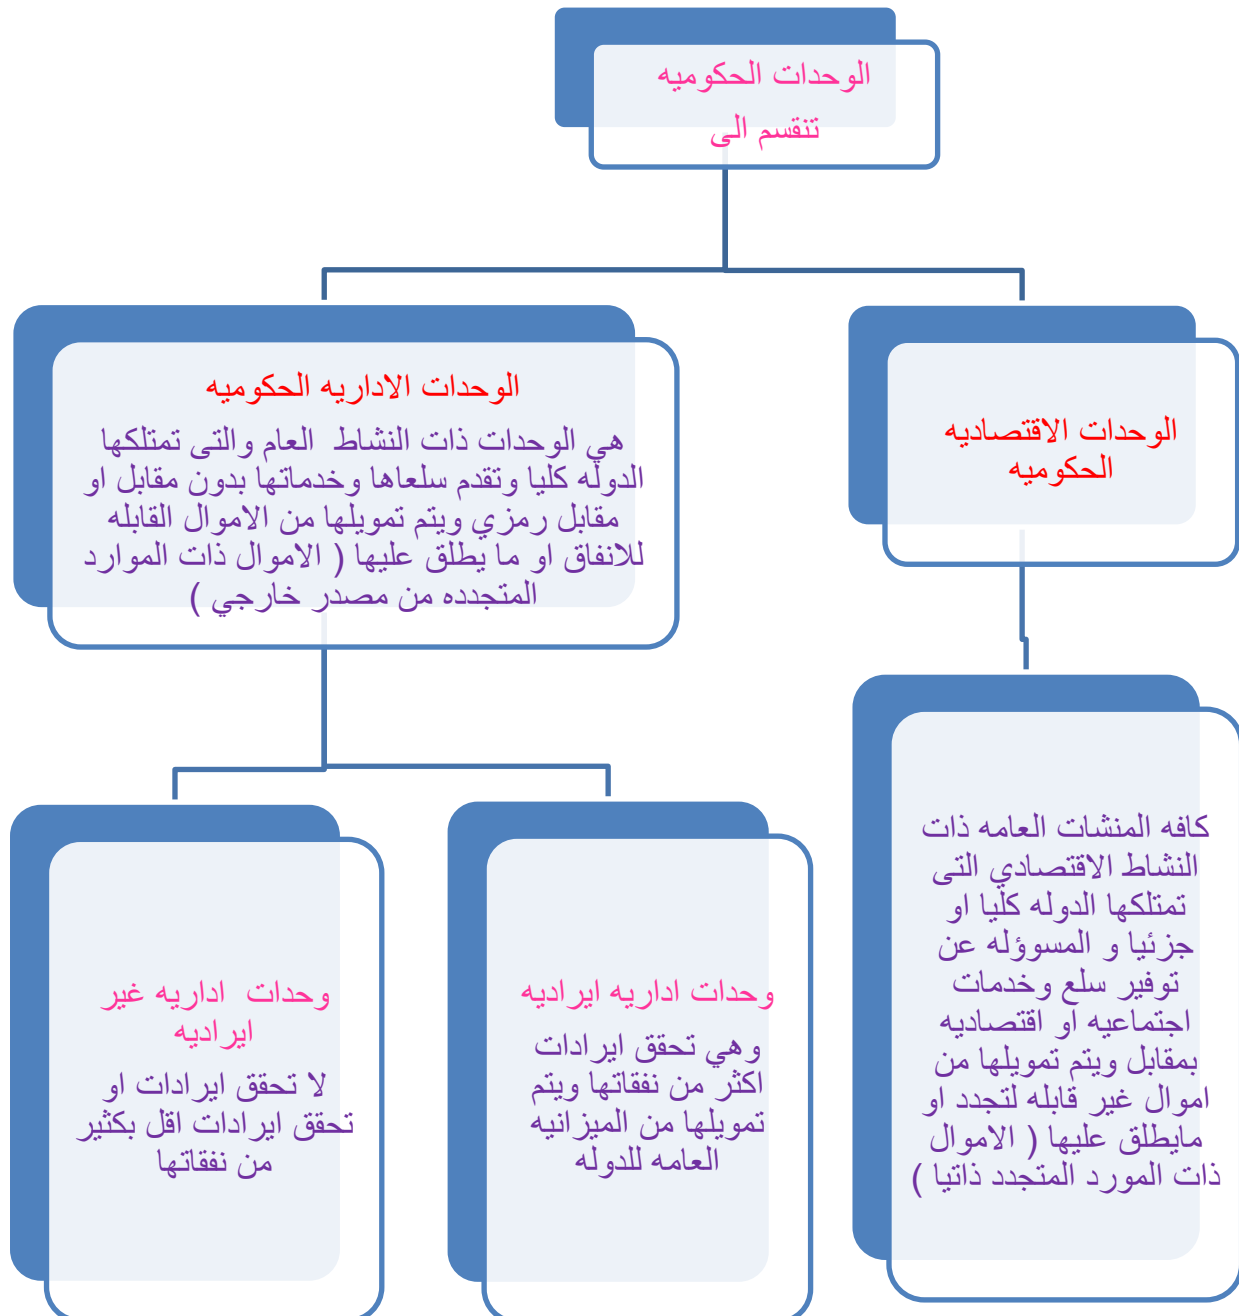 الوحدات الحكوميه
تنقسم الى
الوحدات الاقتصاديه
الحكوميه
الوحدات الاداريه الحكوميه
هي الوحدات ذات النشاط العام والتى تمتلكها
الدوله كليا وتقدم سلعاها وخدماتها بدون مقابل او
مقابل رمزي ويتم تمويلها من الاموال القابله
للانفاق او ما يطلق عليها ( الاموال ذات الموارد
المتجدده من مصدر خارجي )
كافه المنشات العامه ذات
النشاط الاقتصادي التى
تمتلكها الدوله كليا او
جزئيا و المسوؤله عن
توفير سلع وخدمات
اجتماعيه او اقتصاديه
بمقابل ويتم تمويلها من
اموال غير قابله لتجدد او
مايطلق عليها ( الاموال
ذات المورد المتجدد ذاتيا )
وحدات اداريه ايراديه
وهي تحقق ايرادات
اكثر من نفقاتها ويتم
تمويلها من الميزانيه
العامه للدوله
وحدات اداريه غير
ايراديه
لا تحقق ايرادات او
تحقق ايرادات اقل بكثير
من نفقاتها